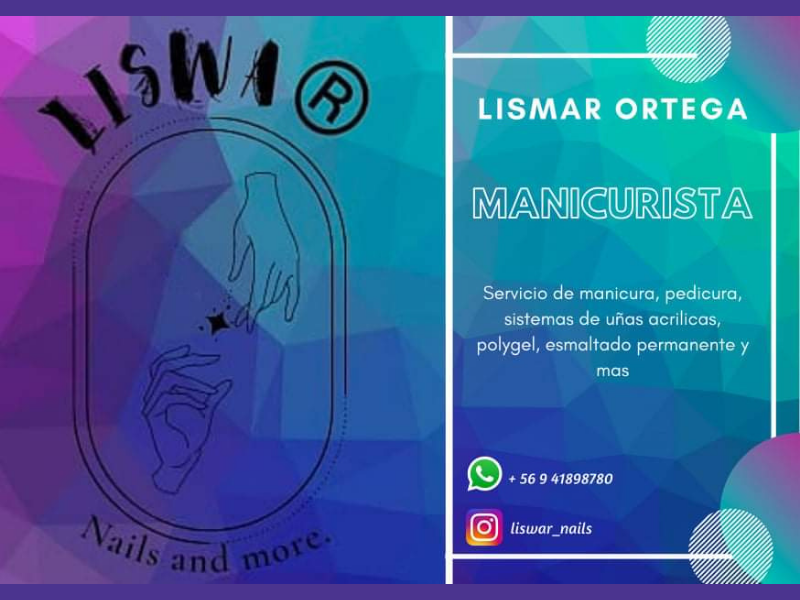 LISWAR
Nails and more.
LISMAR ORTEGA
MANICURISTA
Servicio de manicura, pedicura,
sistemas de uñas acrilicas,
polygel, esmaltado permanente y
mas
+ 56 9 41898780
liswar_nails